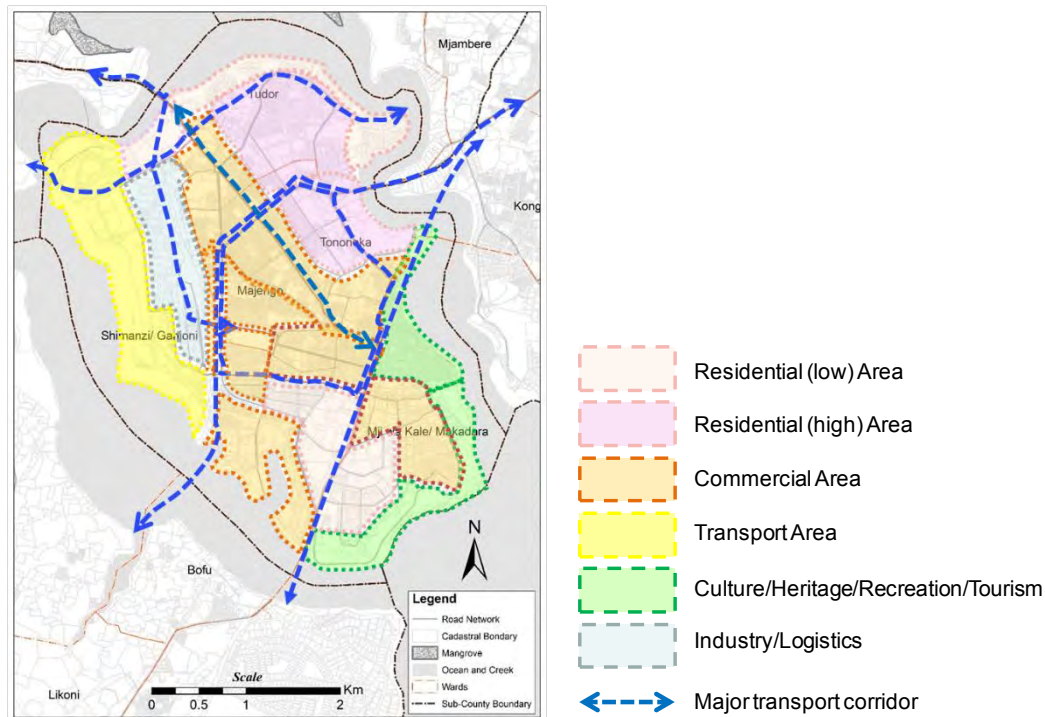 Mjambere
Tudor
Kong
Tononoka
Majengo
Shimanzi/ Ganjoni
Mji wa Kale/ Makadara
N
Bofu
Likoni
Scale
0 0.5 1 2
Km
Legend
Road Network
Cadastral Bondary
Mangrove
Ocean and Creek
Wards
Sub-County Boundary
Residential (low) Area
Residential (high) Area
Commercial Area
Transport Area
Culture/Heritage/Recreation/Tourism
Industry/Logistics
Major transport corridor